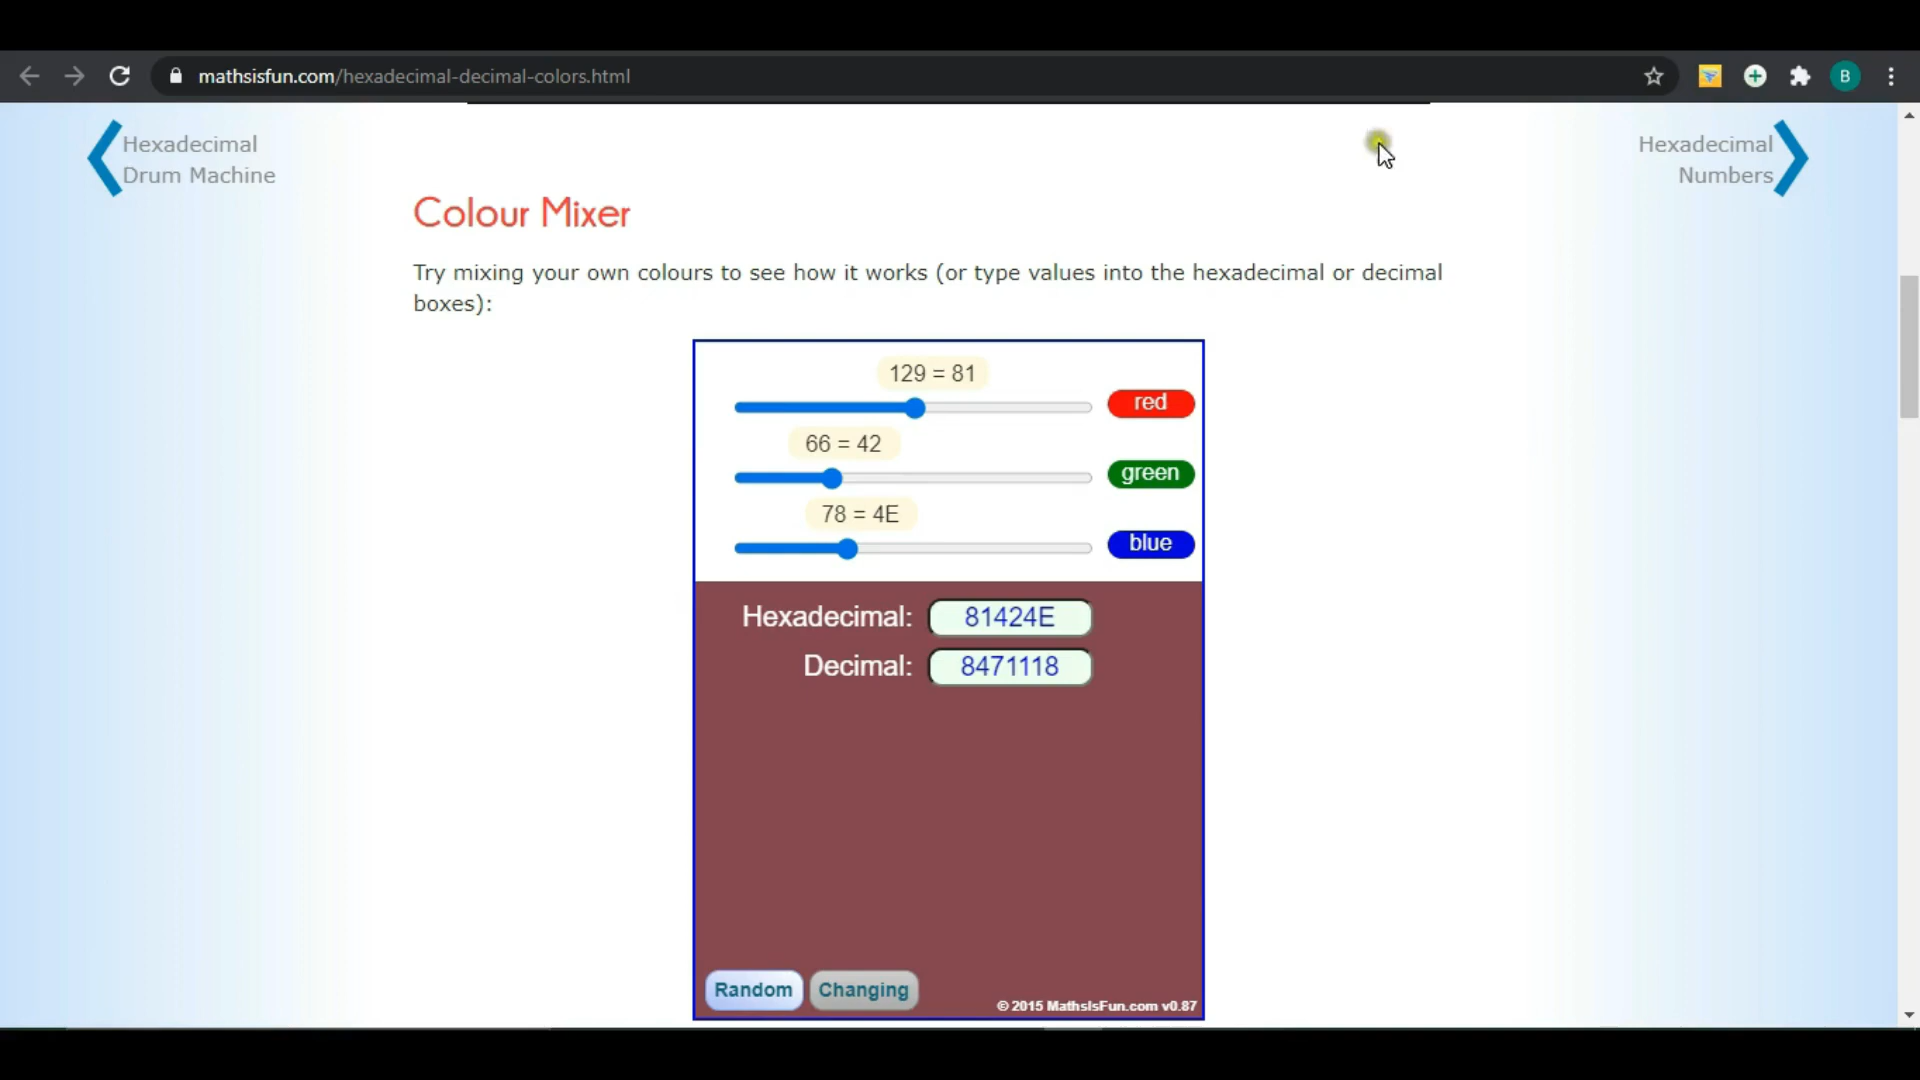 mathsisfun.com/hexadecimal-decimal-colors.html
B
Hexadecimal
Drum Machine
Hexadecimal
Numbers
Colour Mixer
Try mixing your own colours to see how it works (or type values into the hexadecimal or decimal
boxes):
129 = 81
red
66 = 42
green
78 = 4E
blue
Hexadecimal: 81424E
Decimal: 8471118
Random Changing
© 2015 MathsIsFun.com v0.87